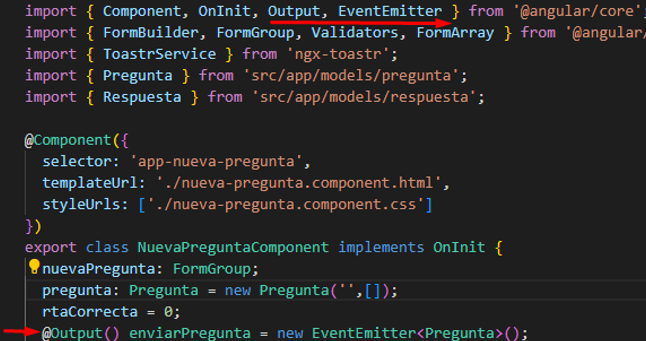 import { Component, OnInit, Output, EventEmitter } from '@angular/core';
import { FormBuilder, FormGroup, Validators, FormArray } from '@angular/
import { ToastrService } from 'ngx-toastr';
import { Pregunta } from 'src/app/models/pregunta';
import { Respuesta } from 'src/app/models/respuesta';
@Component({
selector: 'app-nueva-pregunta',
templateUrl: './nueva-pregunta.component.html',
styleUrls: ['./nueva-pregunta.component.css']
})
export class NuevaPreguntaComponent implements OnInit {
nuevaPregunta: FormGroup;
pregunta: Pregunta = new Pregunta('',[]);
rtaCorrecta = 0;
@Output() enviarPregunta = new EventEmitter<Pregunta>();